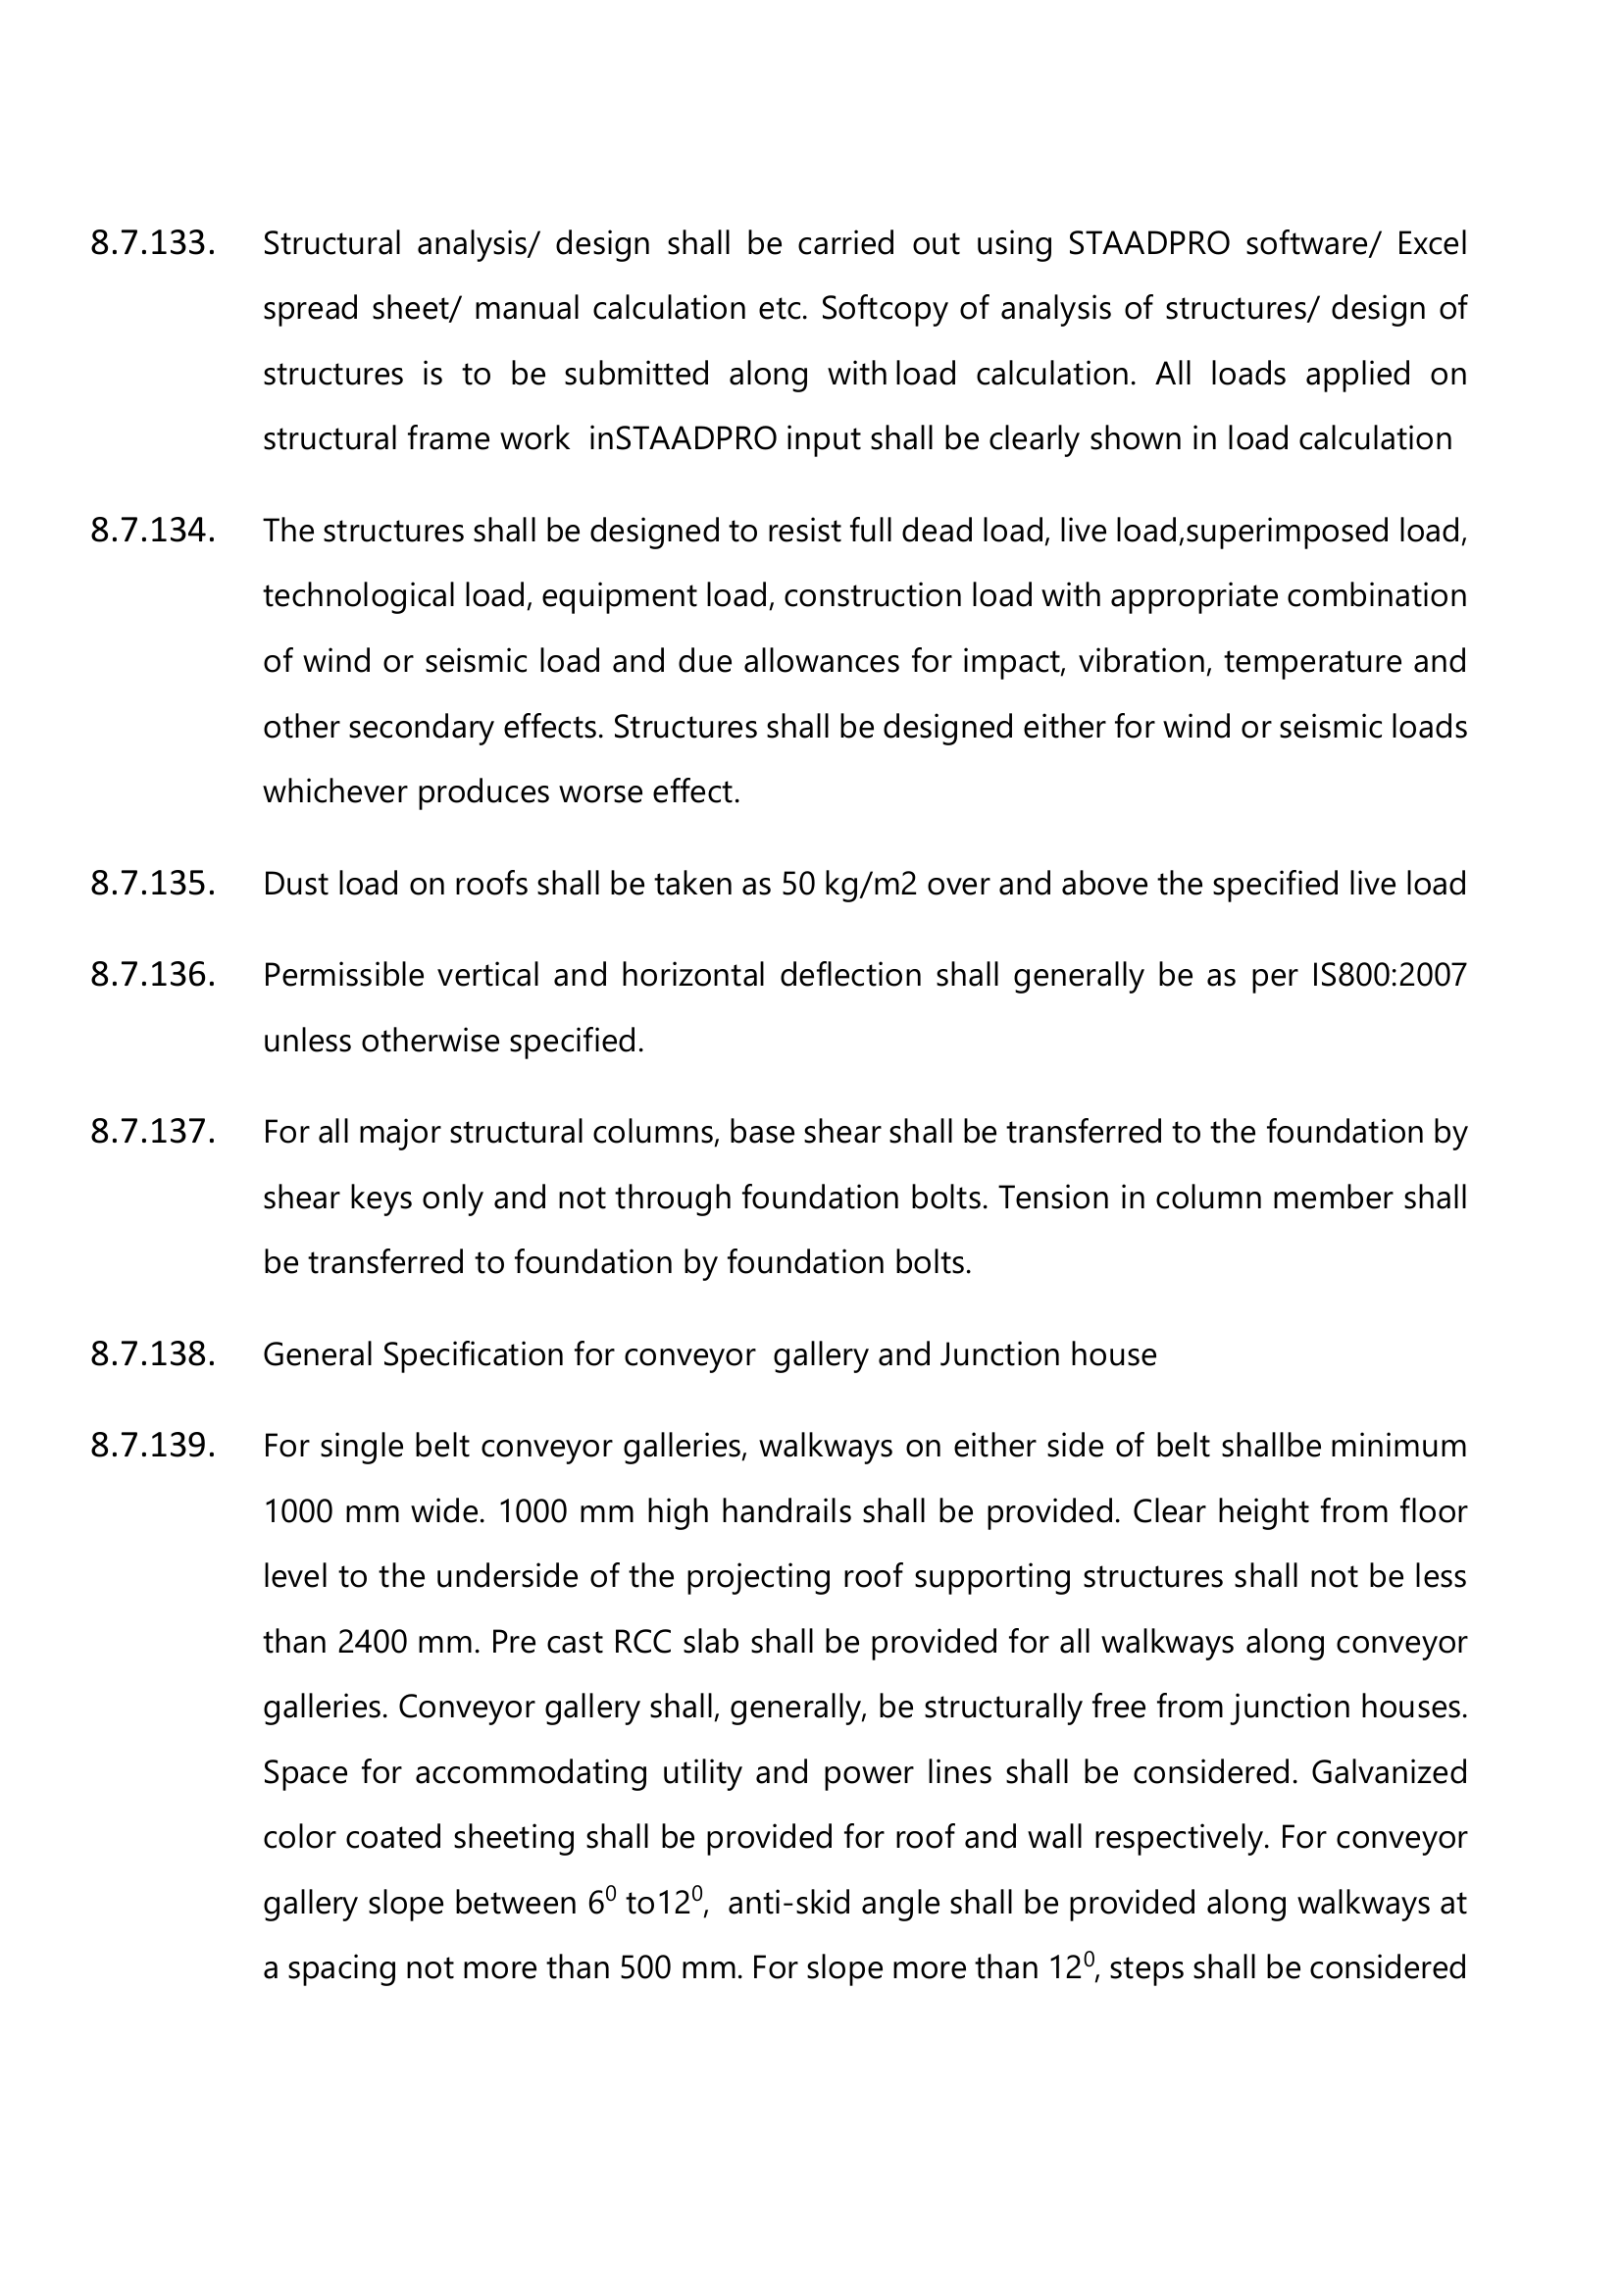 8.7.133. Structural analysis/ design shall be carried out using STAADPRO software/ Excel
spread sheet/ manual calculation etc. Softcopy of analysis of structures/ design of
structures is to be submitted along with load calculation. All loads applied on
structural frame work  inSTAADPRO input shall be clearly shown in load calculation
8.7.134. The structures shall be designed to resist full dead load, live load,superimposed load,
technological load, equipment load, construction load with appropriate combination
of wind or seismic load and due allowances for impact, vibration, temperature and
other secondary effects. Structures shall be designed either for wind or seismic loads
whichever produces worse effect.
8.7.135. Dust load on roofs shall be taken as 50 kg/m2 over and above the specified live load
8.7.136. Permissible vertical and horizontal deflection shall generally be as per IS800:2007
unless otherwise specified.
8.7.137. For all major structural columns, base shear shall be transferred to the foundation by
shear keys only and not through foundation bolts. Tension in column member shall
be transferred to foundation by foundation bolts.
8.7.138. General Specification for conveyor  gallery and Junction house
8.7.139. For single belt conveyor galleries, walkways on either side of belt shallbe minimum
1000 mm wide. 1000 mm high handrails shall be provided. Clear height from floor
level to the underside of the projecting roof supporting structures shall not be less
than 2400 mm. Pre cast RCC slab shall be provided for all walkways along conveyor
galleries. Conveyor gallery shall, generally, be structurally free from junction houses.
Space for accommodating utility and power lines shall be considered. Galvanized
color coated sheeting shall be provided for roof and wall respectively. For conveyor
gallery slope between 6⁰ to12⁰,  anti-skid angle shall be provided along walkways at
a spacing not more than 500 mm. For slope more than 12⁰, steps shall be considered